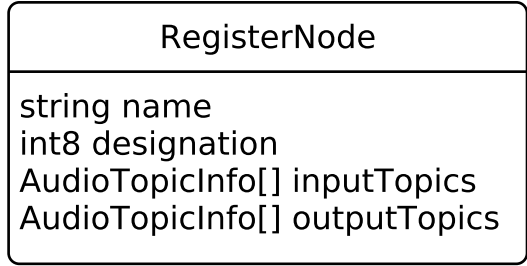 RegisterNode
string name
int8 designation
AudioTopicInfo[] inputTopics
AudioTopicInfo[] outputTopics